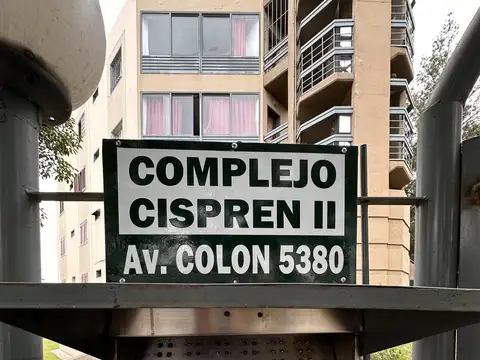 COMPLEJO
CISPREN II
AV. COLON 5380